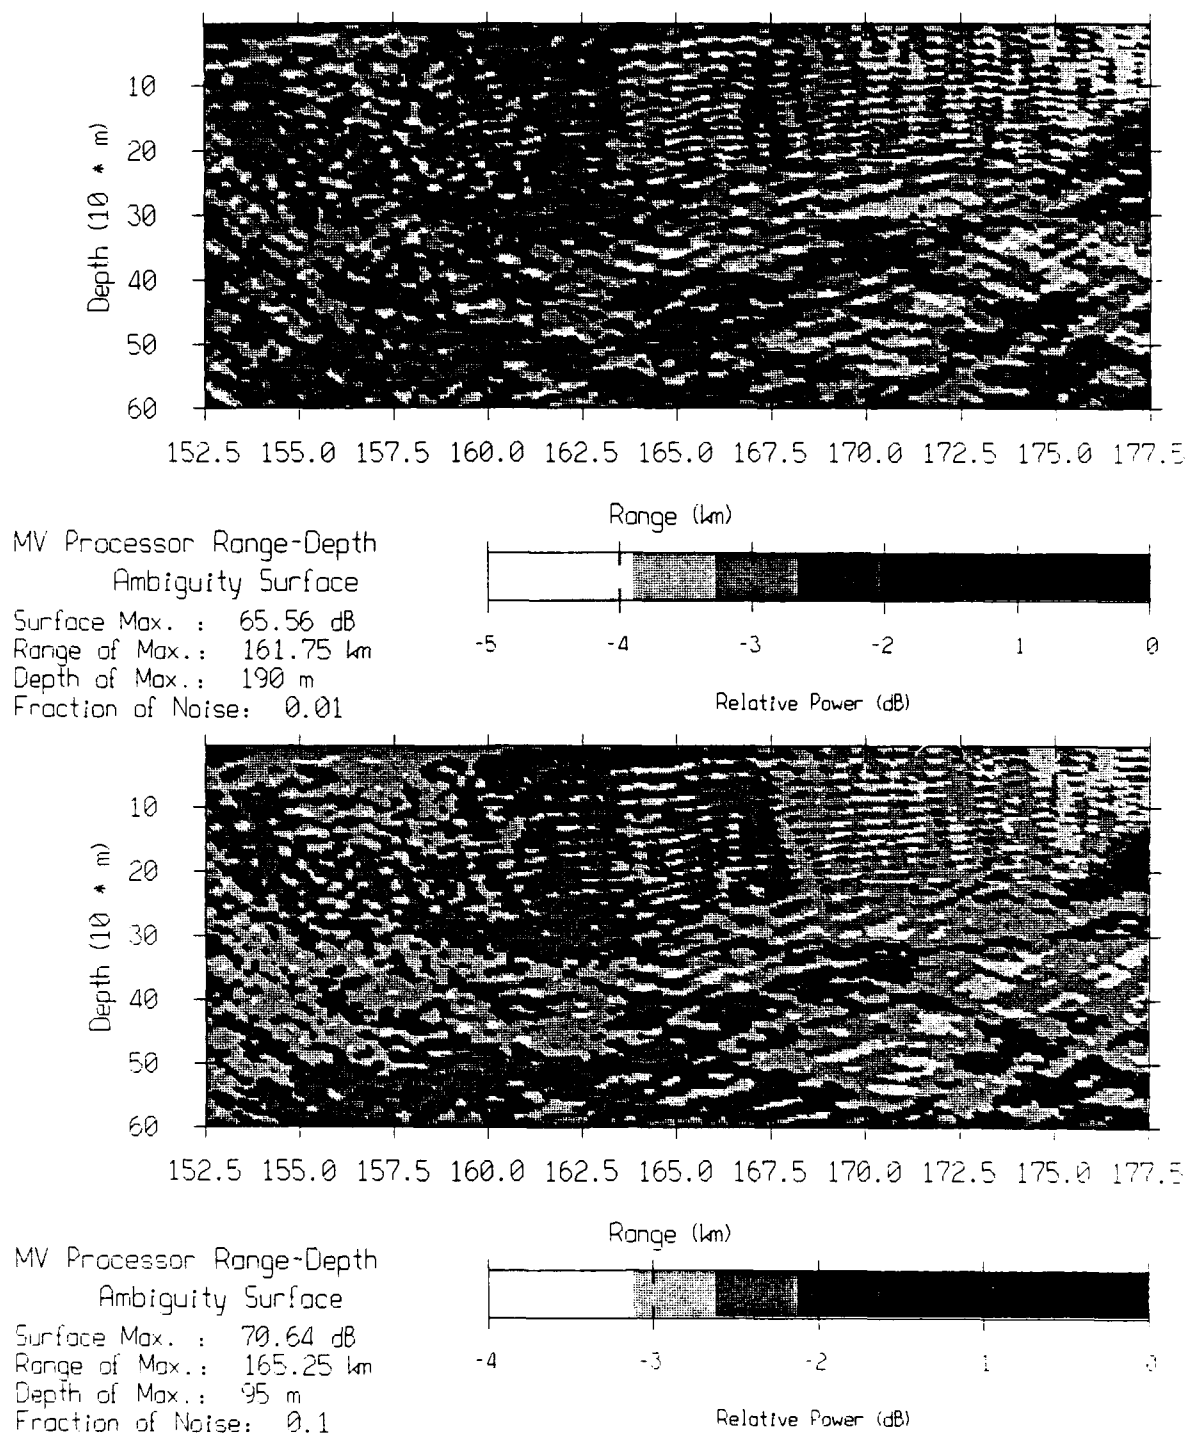 10
20
30
40
50
60
Depth (10 * m)
152.5 155.0 157.5 160.0 162.5 165.0 167.5 170.0 172.5 175.0 177.5
Range (km)
MV Processor Range-Depth
Ambiguity Surface
Surface Max. : 65.56 dB
Range of Max.: 161.75 km
Depth of Max.: 190 m
Fraction of Noise: 0.01
-5 -4 -3 -2 1 0
Relative Power (dB)
10
20
30
40
50
60
Depth (10 * m)
152.5 155.0 157.5 160.0 162.5 165.0 167.5 170.0 172.5 175.0 177.5
Range (km)
MV Processor Range-Depth
Ambiguity Surface
Surface Max. : 70.64 dB
Range of Max.: 165.25 km
Depth of Max.: 95 m
Fraction of Noise: 0.1
-4 -3 -2 1 0
Relative Power (dB)